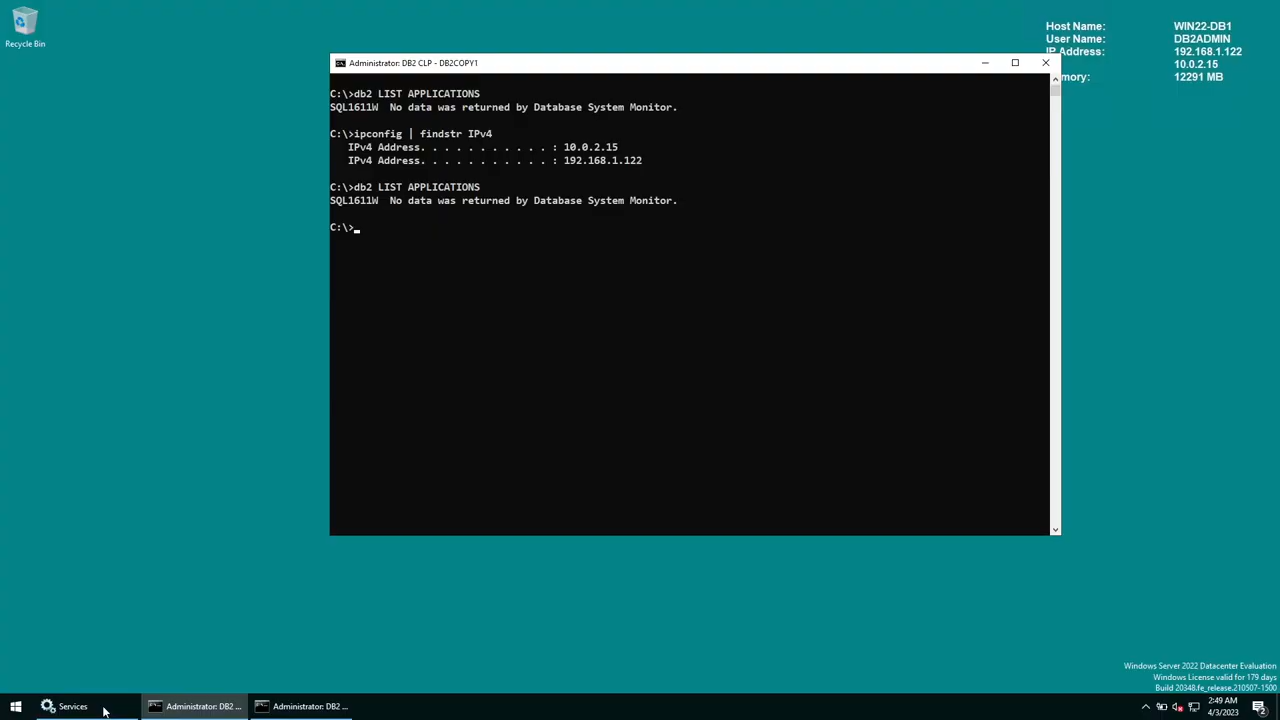 Recycle Bin
Host Name: WIN22-DB1
User Name: DB2ADMIN
IP Address: 192.168.1.122
10.0.2.15
mory: 12291 MB
Administrator: DB2 CLP - DB2COPY1
C:\>db2 LIST APPLICATIONS
SQL1611W  No data was returned by Database System Monitor.
C:\>ipconfig | findstr IPv4
IPv4 Address. . . . . . . . . . . : 10.0.2.15
IPv4 Address. . . . . . . . . . . : 192.168.1.122
C:\>db2 LIST APPLICATIONS
SQL1611W  No data was returned by Database System Monitor.
C:\>_
Windows Server 2022 Datacenter Evaluation
Windows License valid for 179 days
Build 20348.fe_release.210507-1500
Services
Administrator: DB2 ...
Administrator: DB2 ...
2:49 AM
4/3/2023
2